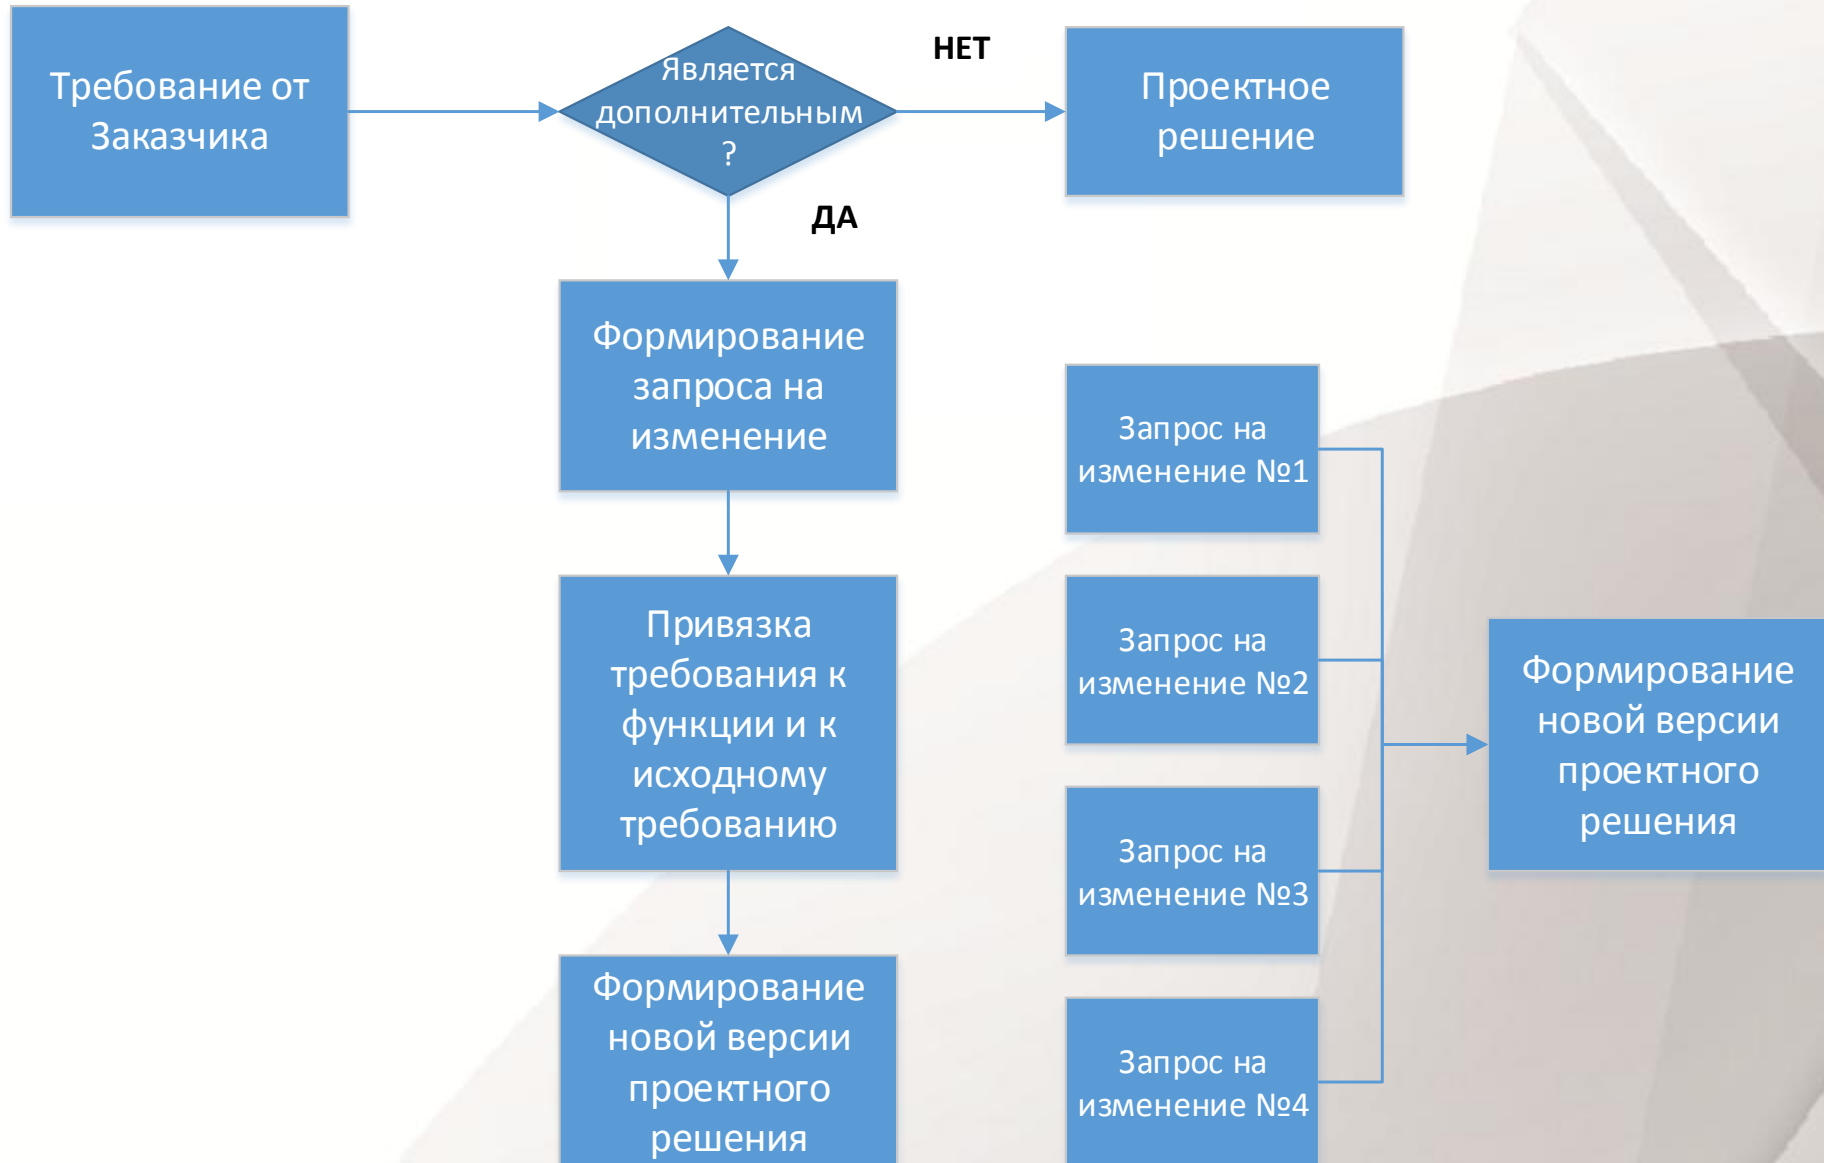 Требование от
Заказчика
Является
дополнительным
?
НЕТ
Проектное
решение
ДА
Формирование
запроса на
изменение
Привязка
требования к
функции и к
исходному
требованию
Формирование
новой версии
проектного
решения
Запрос на
изменение №1
Запрос на
изменение №2
Запрос на
изменение №3
Запрос на
изменение №4
Формирование
новой версии
проектного
решения